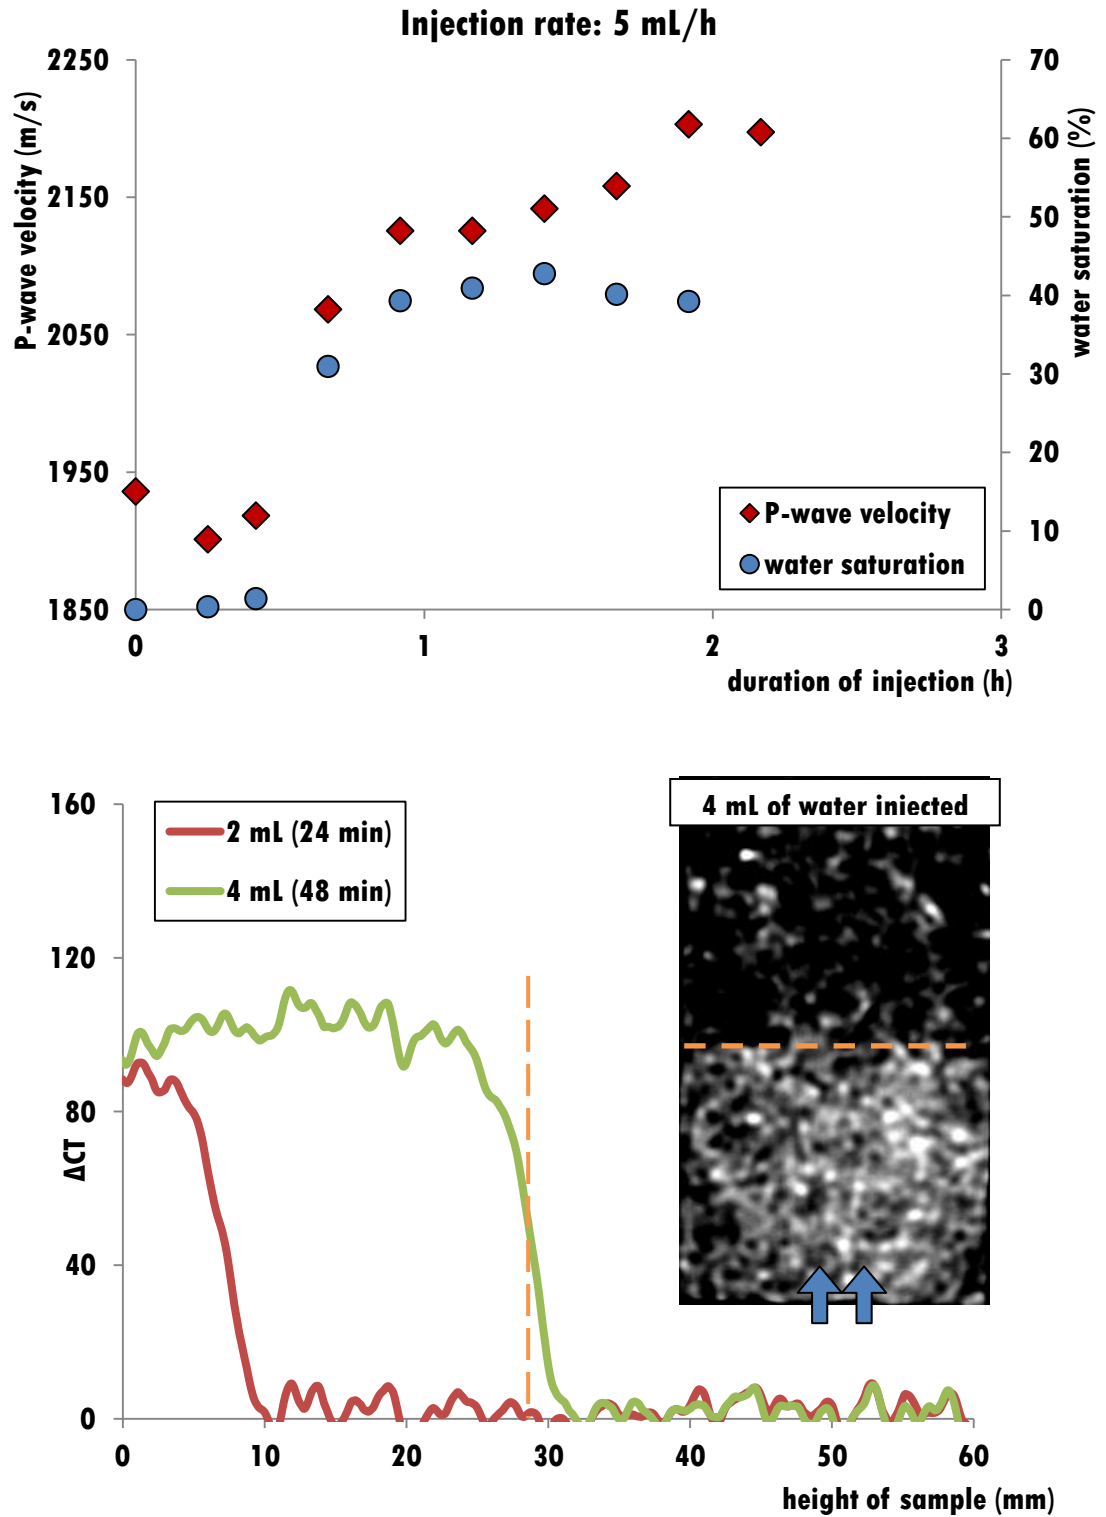 Injection rate: 5 mL/h
2250
2150
2050
1950
1850
P-wave velocity (m/s)
70
60
50
40
30
20
10
0
water saturation (%)
P-wave velocity
water saturation
0 1 2 3
duration of injection (h)
160
120
80
40
0
ΔCT
2 mL (24 min)
4 mL (48 min)
4 mL of water injected
0 10 20 30 40 50 60
height of sample (mm)